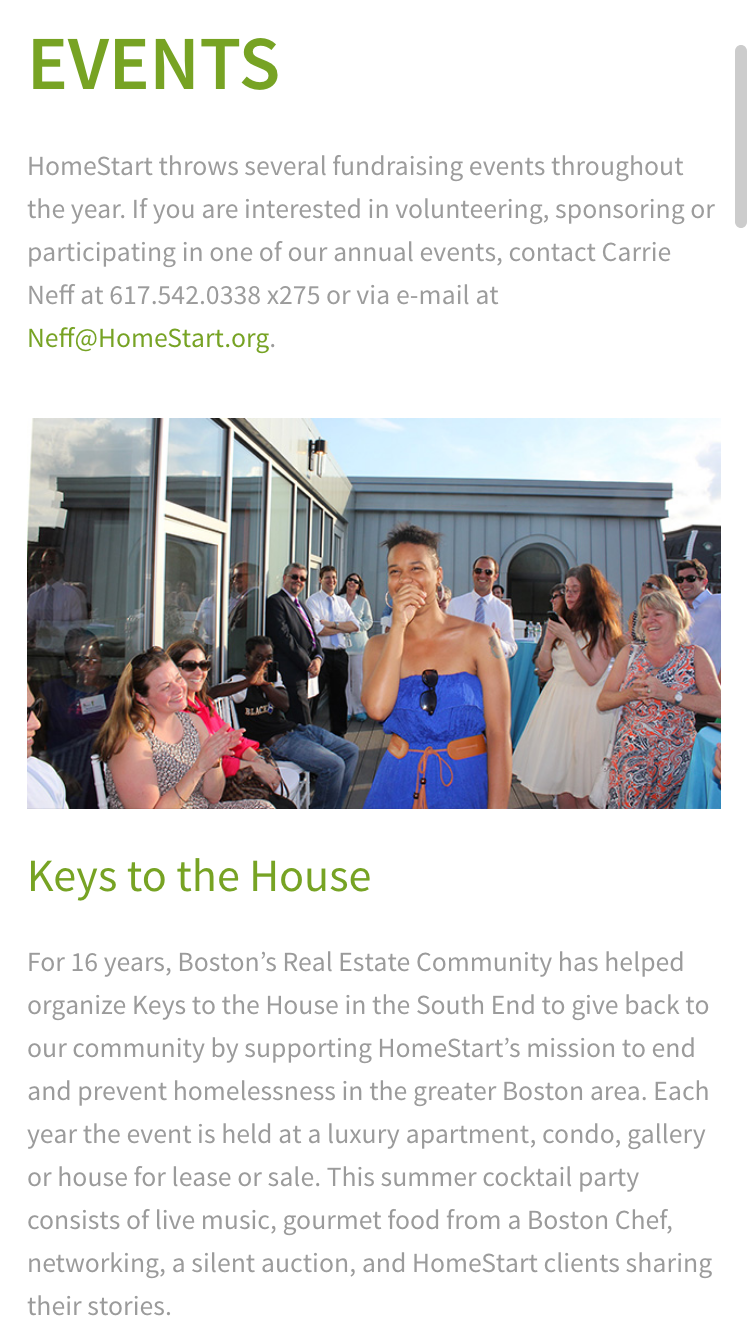 EVENTS
HomeStart throws several fundraising events throughout
the year. If you are interested in volunteering, sponsoring or
participating in one of our annual events, contact Carrie
Neff at 617.542.0338 x275 or via e-mail at
Neff@HomeStart.org.
BLACK
Keys to the House
For 16 years, Boston’s Real Estate Community has helped
organize Keys to the House in the South End to give back to
our community by supporting HomeStart’s mission to end
and prevent homelessness in the greater Boston area. Each
year the event is held at a luxury apartment, condo, gallery
or house for lease or sale. This summer cocktail party
consists of live music, gourmet food from a Boston Chef,
networking, a silent auction, and HomeStart clients sharing
their stories.